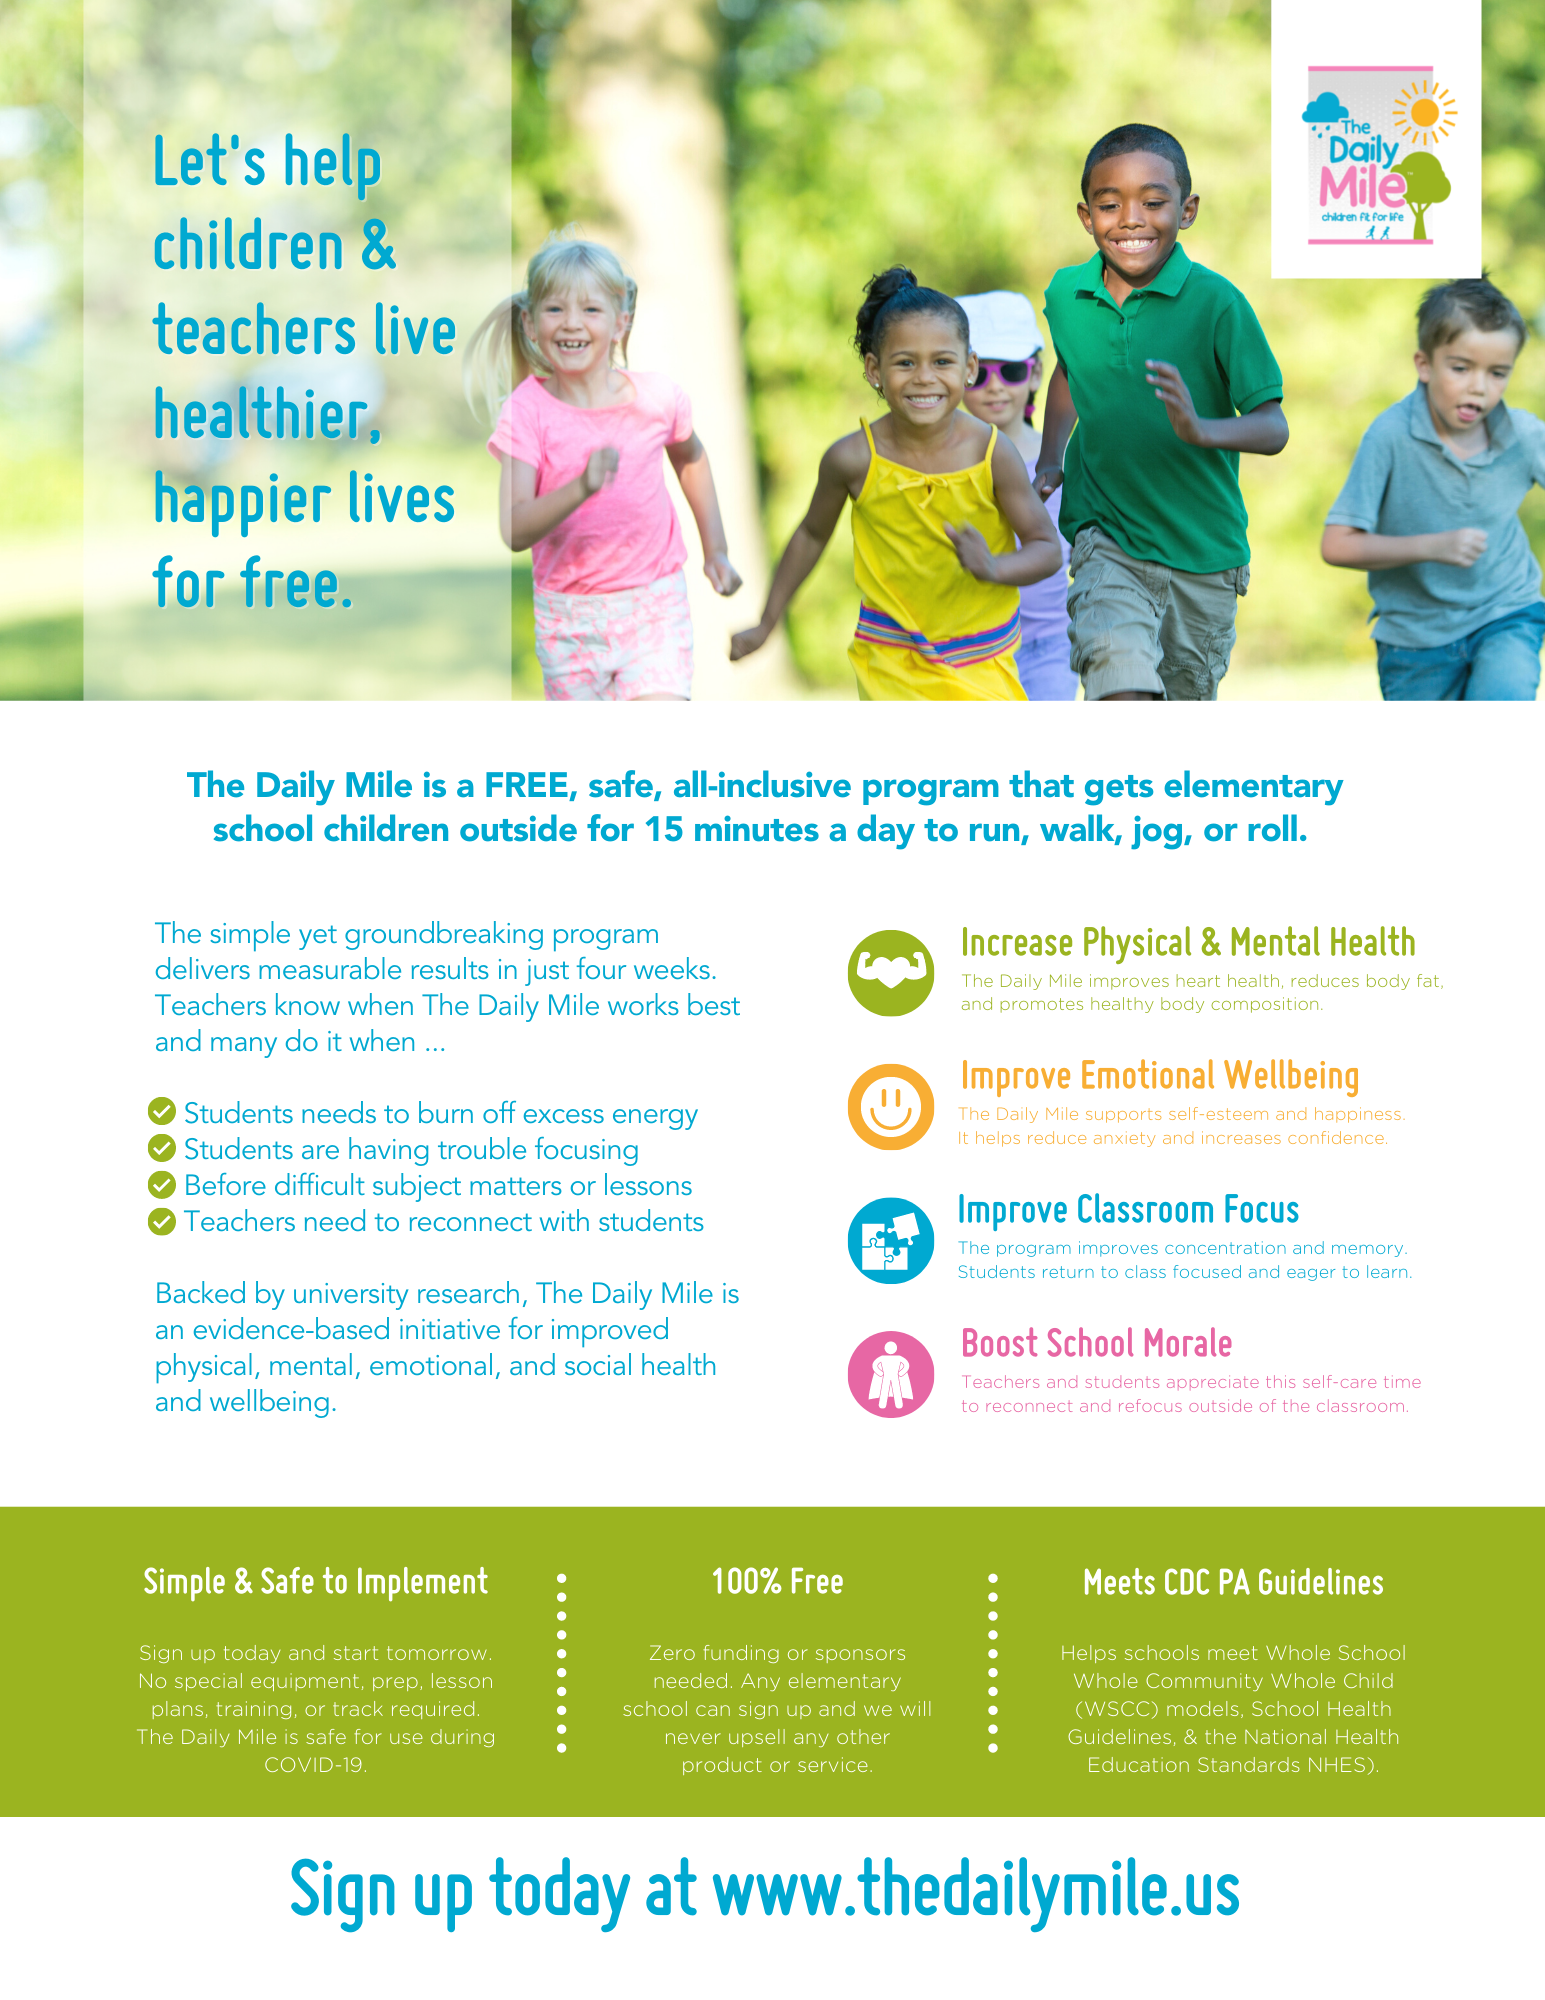 Let's help
children &
teachers live
healthier,
happier lives
for free.
The
Daily
Mile
children fit for life
The Daily Mile is a FREE, safe, all-inclusive program that gets elementary
school children outside for 15 minutes a day to run, walk, jog, or roll.
The simple yet groundbreaking program
delivers measurable results in just four weeks.
Teachers know when The Daily Mile works best
and many do it when ...
Students needs to burn off excess energy
Students are having trouble focusing
Before difficult subject matters or lessons
Teachers need to reconnect with students
Backed by university research, The Daily Mile is
an evidence-based initiative for improved
physical, mental, emotional, and social health
and wellbeing.
Increase Physical & Mental Health
The Daily Mile improves heart health, reduces body fat,
and promotes healthy body composition.
Improve Emotional Wellbeing
The Daily Mile supports self-esteem and happiness.
It helps reduce anxiety and increases confidence.
Improve Classroom Focus
The program improves concentration and memory.
Students return to class focused and eager to learn.
Boost School Morale
Teachers and students appreciate this self-care time
to reconnect and refocus outside of the classroom.
Simple & Safe to Implement
Sign up today and start tomorrow.
No special equipment, prep, lesson
plans, training, or track required.
The Daily Mile is safe for use during
COVID-19.
100% Free
Zero funding or sponsors
needed. Any elementary
school can sign up and we will
never upsell any other
product or service.
Meets CDC PA Guidelines
Helps schools meet Whole School
Whole Community Whole Child
(WSCC) models, School Health
Guidelines, & the National Health
Education Standards NHES).
Sign up today at www.thedailymile.us